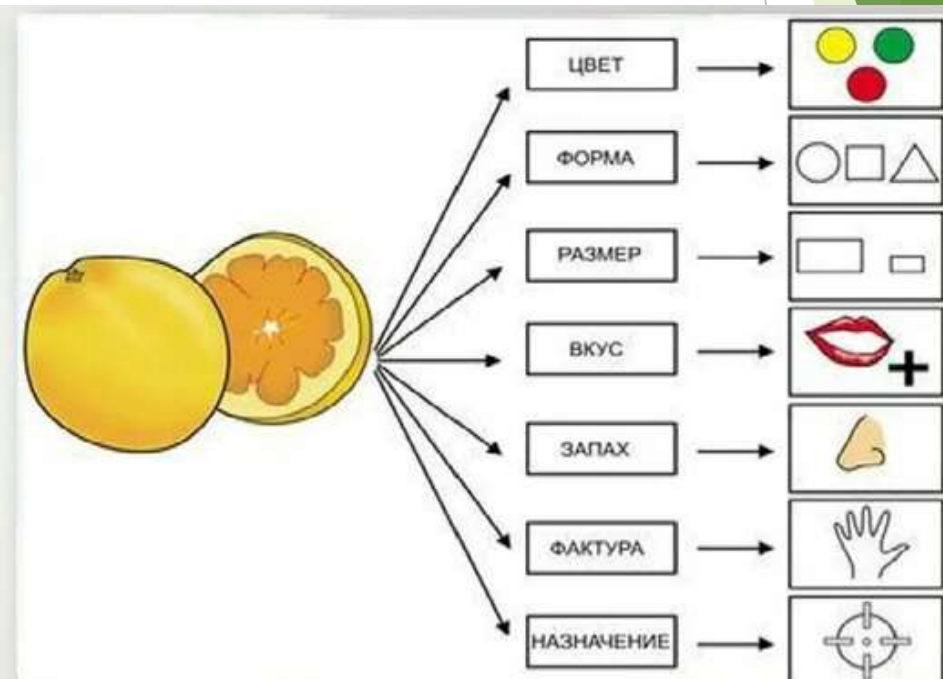 ЦВЕТ
ФОРМА
РАЗМЕР
ВКУС
ЗАПАХ
ФАКТУРА
НАЗНАЧЕНИЕ